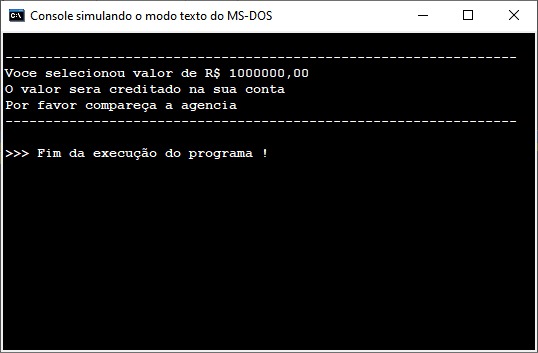 Console simulando o modo texto do MS-DOS
----------------------------------------------------------------
Voce selecionou valor de R$ 1000000,00
O valor sera creditado na sua conta
Por favor compareça a agencia
----------------------------------------------------------------
>>> Fim da execução do programa !